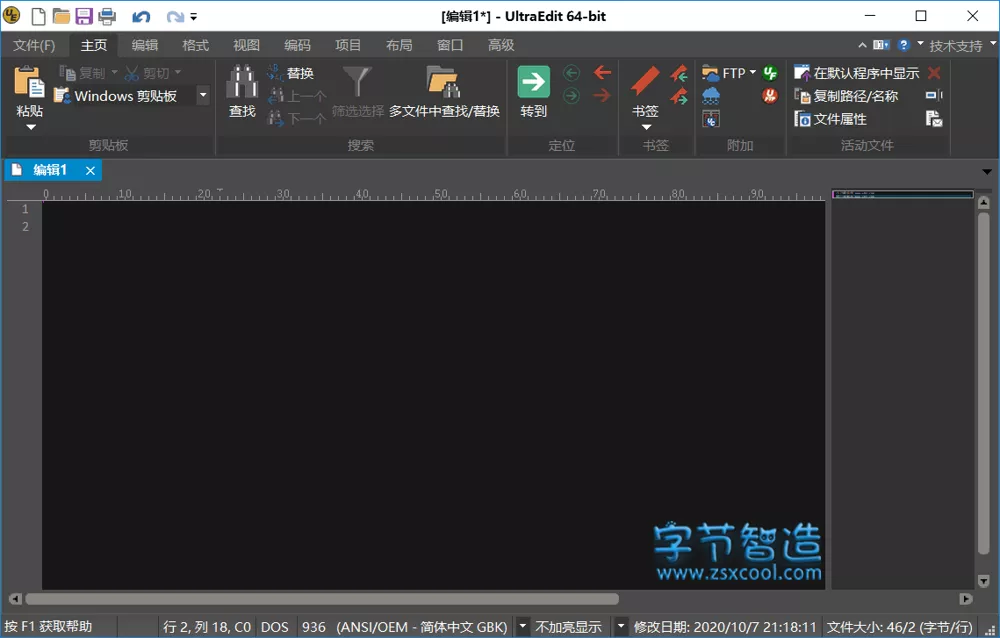 [编辑1*] - UltraEdit 64-bit
文件(F) 主页 编辑 格式 视图 编码 项目 布局 窗口 高级 技术支持
复制 剪切 替换 FTP 在默认程序中显示
Windows 剪贴板 上一个 复制路径/名称
粘贴 查找 下一个 筛选选择 多文件中查找/替换 转到 书签 文件属性
剪贴板 搜索 定位 书签 附加 活动文件
编辑1
0 10 20 30 40 50 60 70 80 90
1
2
字节智造
www.zsxcool.com
按 F1 获取帮助 行 2, 列 18, C0 DOS 936 (ANSI/OEM - 简体中文 GBK) 不加亮显示 修改日期: 2020/10/7 21:18:11 文件大小: 46/2 (字节/行)